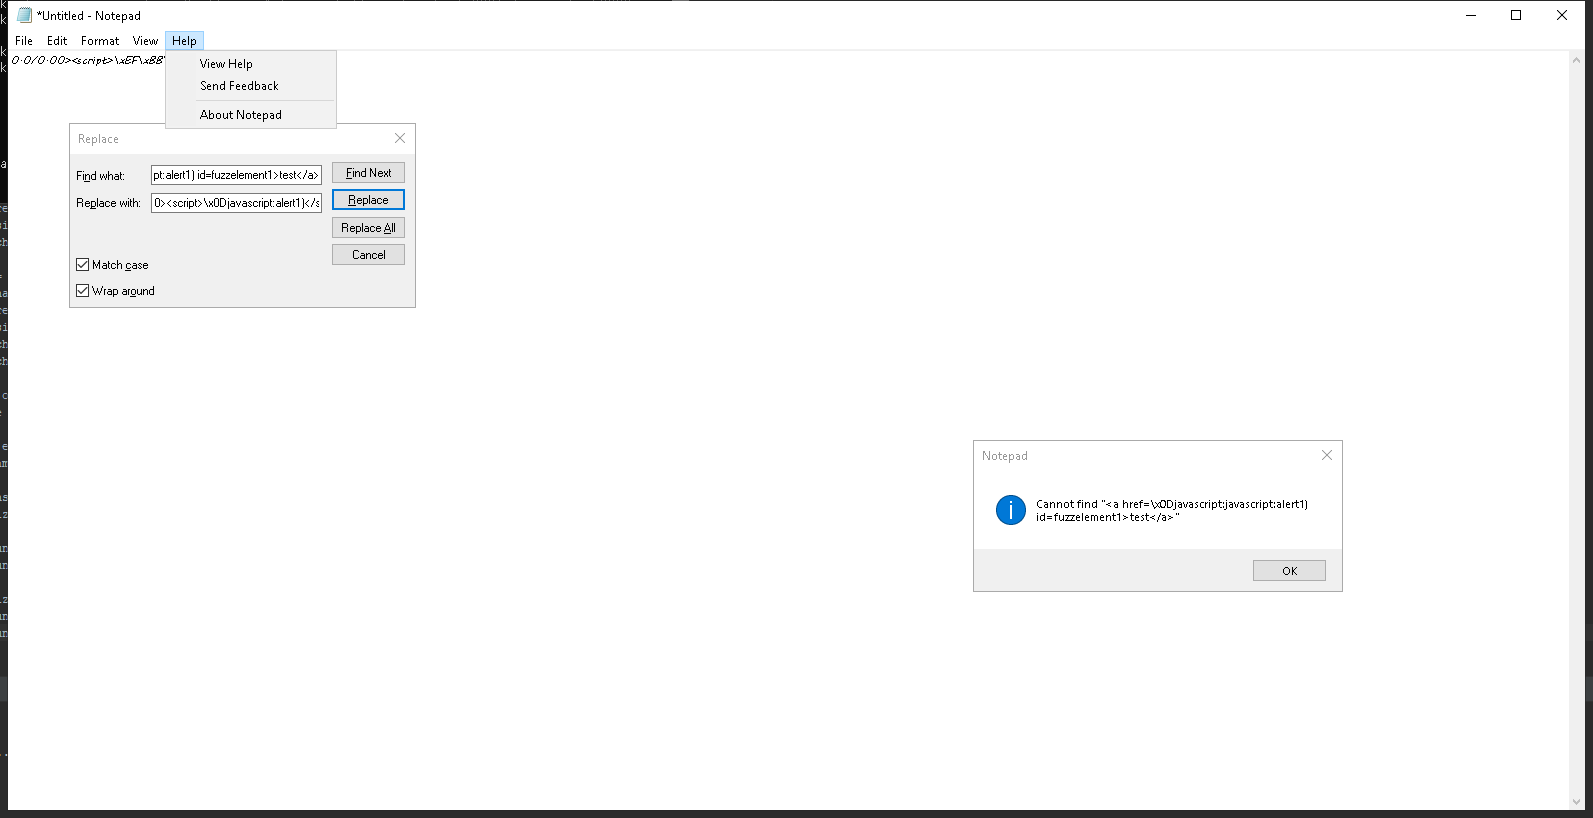 *Untitled - Notepad
File Edit Format View Help
0.0/0.00><script>\xEF\xBB\
View Help
Send Feedback
About Notepad
Replace
Find what: pt:alert1) id=fuzzelement1>test</a> Find Next
Replace with: 0><script>\x0Djavascript:alert1)</s Replace
Replace All
Cancel
Match case
Wrap around
Notepad
Cannot find "<a href=\x0Djavascript:javascript:alert1)
id=fuzzelement1>test</a>"
OK